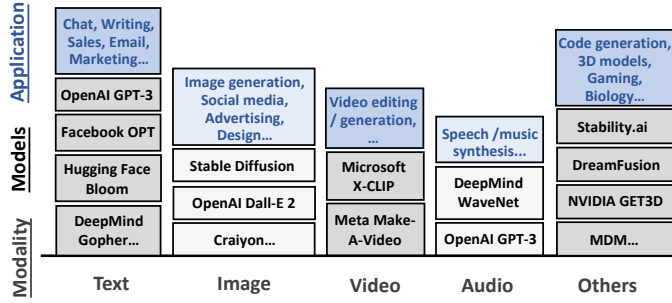 Application
Models
Modality
Chat, Writing,
Sales, Email,
Marketing...
OpenAI GPT-3
Facebook OPT
Hugging Face
Bloom
DeepMind
Gopher...
Text
Image generation,
Social media,
Advertising,
Design...
Stable Diffusion
OpenAI Dall-E 2
Craiyon...
Image
Video editing
/ generation,
...
Microsoft
X-CLIP
Meta Make-
A-Video
Video
Speech /music
synthesis...
DeepMind
WaveNet
OpenAI GPT-3
Audio
Code generation,
3D models,
Gaming,
Biology...
Stability.ai
DreamFusion
NVIDIA GET3D
MDM...
Others